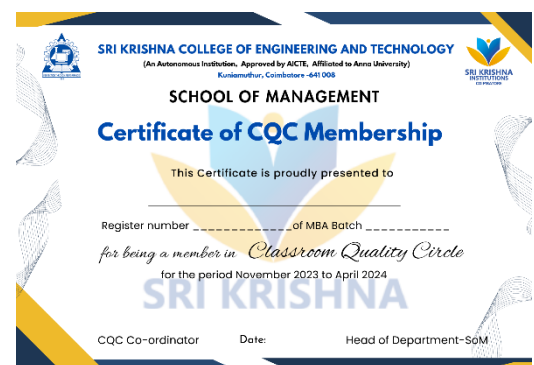 SRI KRISHNA COLLEGE OF ENGINEERING AND TECHNOLOGY
(An Autonomous Institution, Approved by AICTE, Affiliated to Anna University)
Kuniamuthur, Coimbatore -641 008
SRI KRISHNA
INSTITUTIONS
COIMBATORE
SCHOOL OF MANAGEMENT
Certificate of CQC Membership
This Certificate is proudly presented to
Register number _____________of MBA Batch ___________
for being a member in Classroom Quality Circle
for the period November 2023 to April 2024
SRI KRISHNA
CQC Co-ordinator Date: Head of Department-SoM